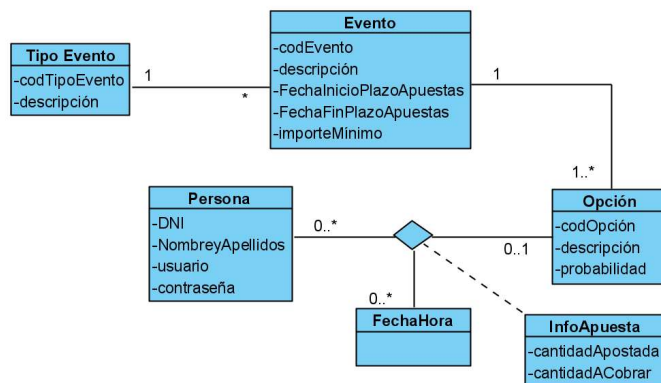 Evento
-codEvento
-descripción
-FechaInicioPlazoApuestas
-FechaFinPlazoApuestas
-importeMínimo
Tipo Evento
-codTipoEvento
-descripción
1
*
1
1..*
Persona
-DNI
-NombreyApellidos
-usuario
-contraseña
0..*
0..1
0..*
Opción
-codOpción
-descripción
-probabilidad
FechaHora
InfoApuesta
-cantidadApostada
-cantidadACobrar